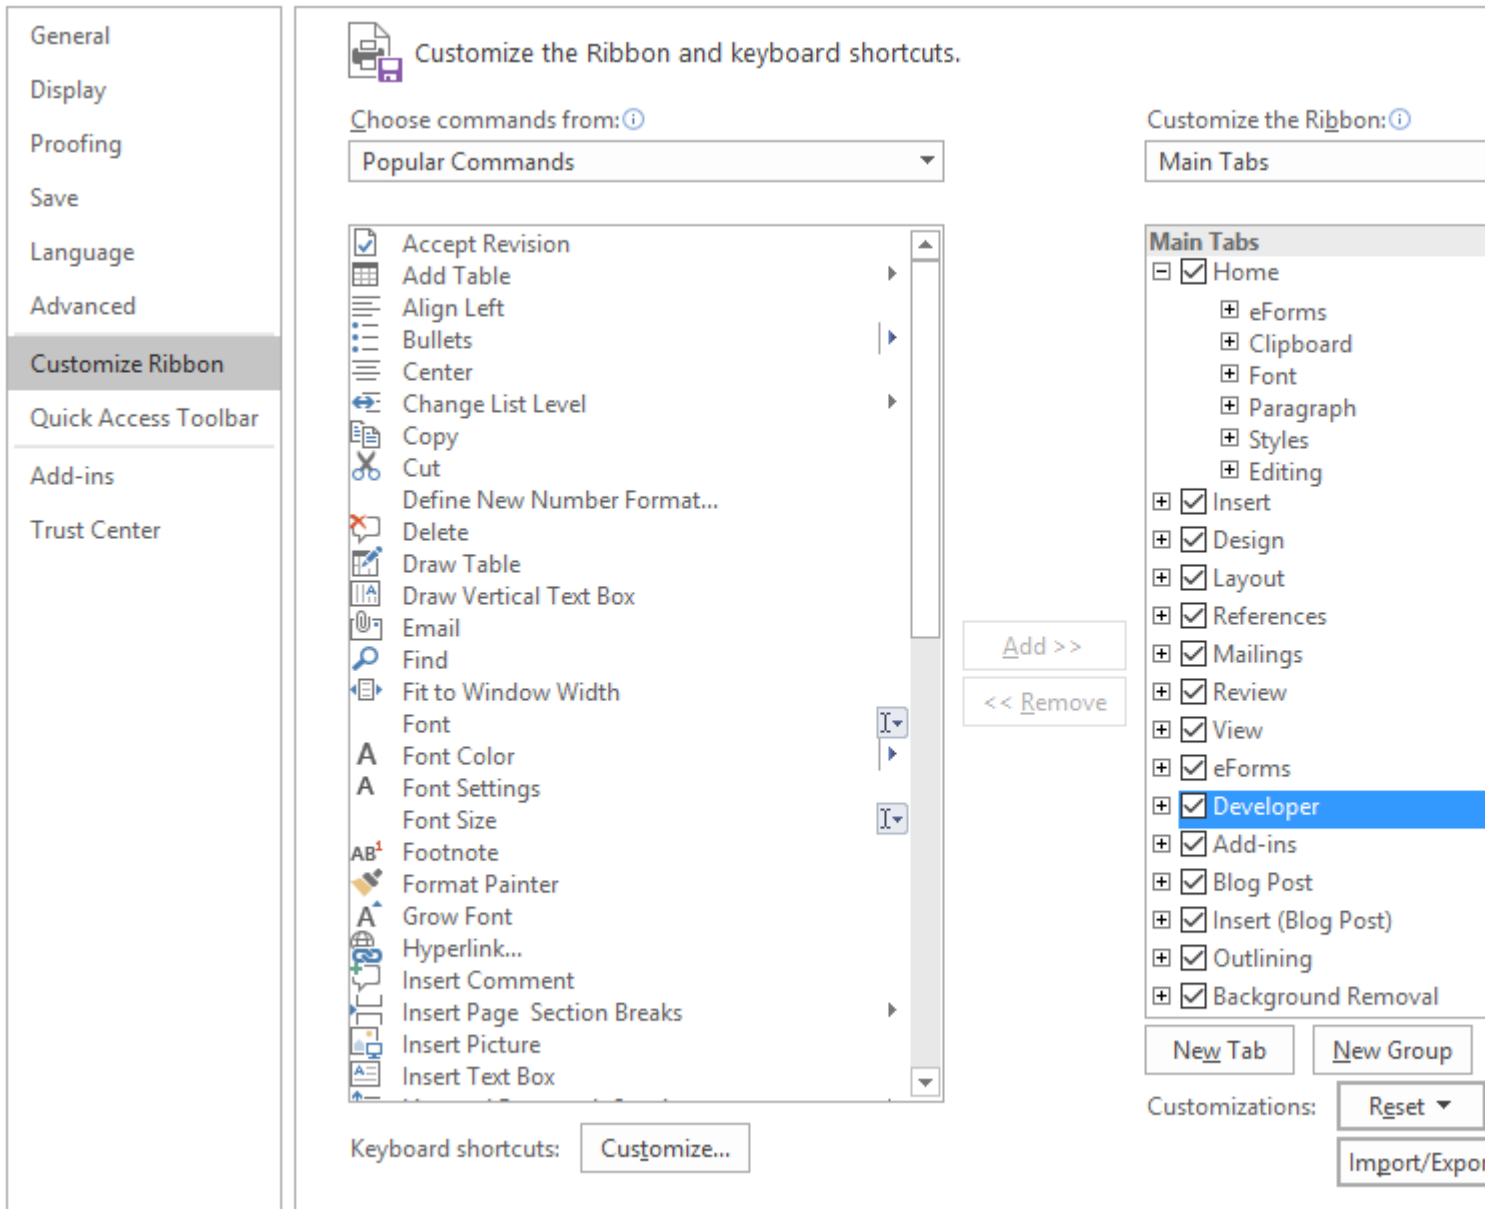 General
Display
Proofing
Save
Language
Advanced
Customize Ribbon
Quick Access Toolbar
Add-ins
Trust Center
Customize the Ribbon and keyboard shortcuts.
Choose commands from:
Popular Commands
Accept Revision
Add Table
Align Left
Bullets
Center
Change List Level
Copy
Cut
Define New Number Format...
Delete
Draw Table
Draw Vertical Text Box
Email
Find
Fit to Window Width
Font
Font Color
Font Settings
Font Size
Footnote
Format Painter
Grow Font
Hyperlink...
Insert Comment
Insert Page  Section Breaks
Insert Picture
Insert Text Box
Keyboard shortcuts:
Customize...
Add >>
<< Remove
Customize the Ribbon:
Main Tabs
Main Tabs
Home
eForms
Clipboard
Font
Paragraph
Styles
Editing
Insert
Design
Layout
References
Mailings
Review
View
eForms
Developer
Add-ins
Blog Post
Insert (Blog Post)
Outlining
Background Removal
New Tab
New Group
Customizations:
Reset
Import/Expor